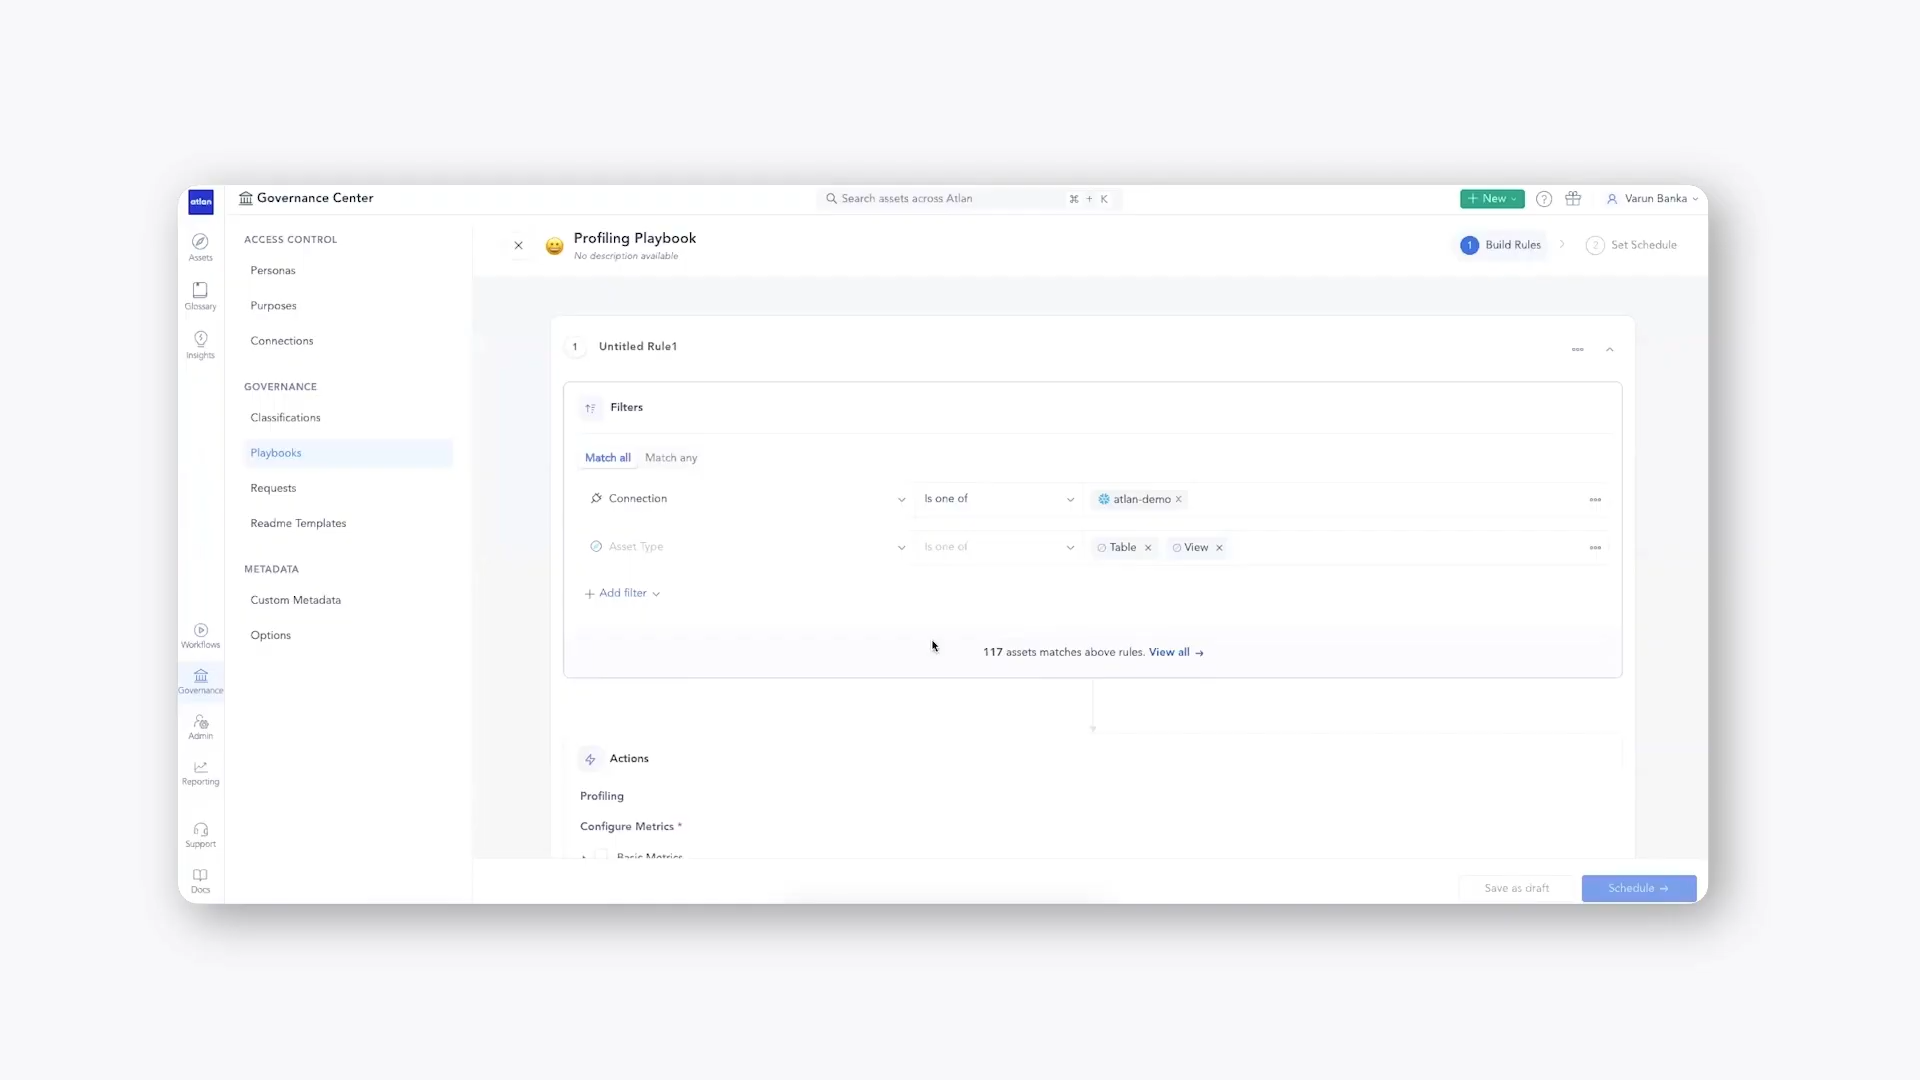 atlan
Governance Center
Search assets across Atlan
⌘ + K
+ New
Varun Banka
Assets
Glossary
Insights
Workflows
Governance
Admin
Reporting
Support
Docs
ACCESS CONTROL
Personas
Purposes
Connections
GOVERNANCE
Classifications
Playbooks
Requests
Readme Templates
METADATA
Custom Metadata
Options
Profiling Playbook
No description available
1 Build Rules
2 Set Schedule
1 Untitled Rule1
Filters
Match all Match any
Connection Is one of atlan-demo
Asset Type Is one of Table View
+ Add filter
117 assets matches above rules. View all →
Actions
Profiling
Configure Metrics *
Basic Metrics
Save as draft Schedule →